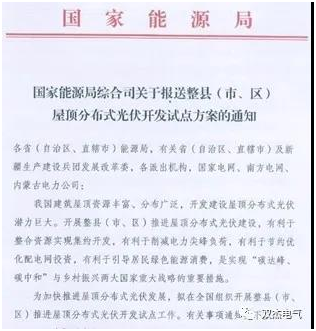 国家能源局
国家能源局综合司关于报送整县（市、区）
屋顶分布式光伏开发试点方案的通知
各省（自治区、直辖市）能源局，有关省（自治区、直辖市）及新
疆生产建设兵团发展改革委，各派出机构，国家电网、南方电网、
内蒙古电力公司：
我国建筑屋顶资源丰富、分布广泛，开发建设屋顶分布式光伏
潜力巨大。开展整县（市、区）推进屋顶分布式光伏建设，有利于
整合资源实现集约开发，有利于削减电力尖峰负荷，有利于节约优
化配电网投资，有利于引导居民绿色能源消费，是实现“碳达峰、
碳中和”与乡村振兴两大国家重大战略的重要措施。
为加快推进屋顶分布式光伏发展，拟在全国组织开展整县（市、
区）推进屋顶分布式光伏开发试点工作。有关事项通知
双杰电气